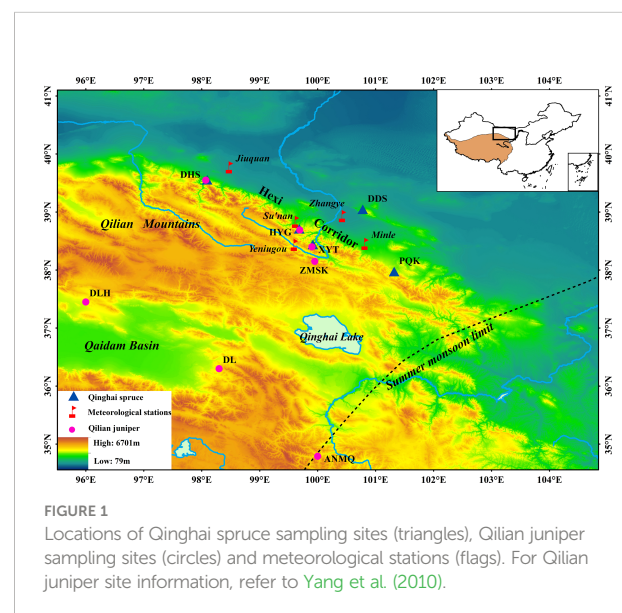 96°E 97°E 98°E 99°E 100°E 101°E 102°E 103°E 104°E
41°N 41°N
40°N 40°N
39°N 39°N
38°N 38°N
37°N 37°N
36°N 36°N
35°N 35°N
Jiuquan
DHS
Hexi
Corridor
Zhangye
DDS
Su'nan
Qilian Mountains
HYG
Minle
Yeniugou
XYT
ZMSK
PQK
DLH
Qinghai Lake
Qaidam Basin
DL
Summer monsoon limit
ANMQ
Qinghai spruce
Meteorological stations
Qilian juniper
High: 6701m
Low: 79m
96°E 97°E 98°E 99°E 100°E 101°E 102°E 103°E 104°E
FIGURE 1
Locations of Qinghai spruce sampling sites (triangles), Qilian juniper
sampling sites (circles) and meteorological stations (flags). For Qilian
juniper site information, refer to Yang et al. (2010).